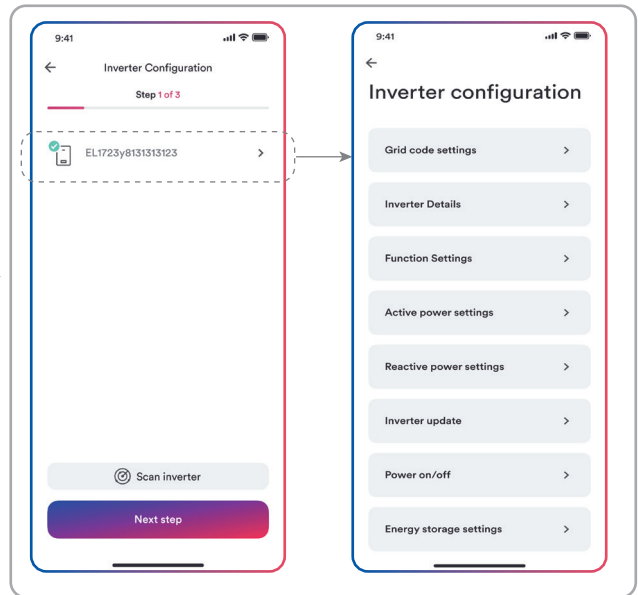 9:41
Inverter Configuration
Step 1 of 3
EL1723y8131313123
Scan inverter
Next step
9:41
Inverter configuration
Grid code settings
Inverter Details
Function Settings
Active power settings
Reactive power settings
Inverter update
Power on/off
Energy storage settings